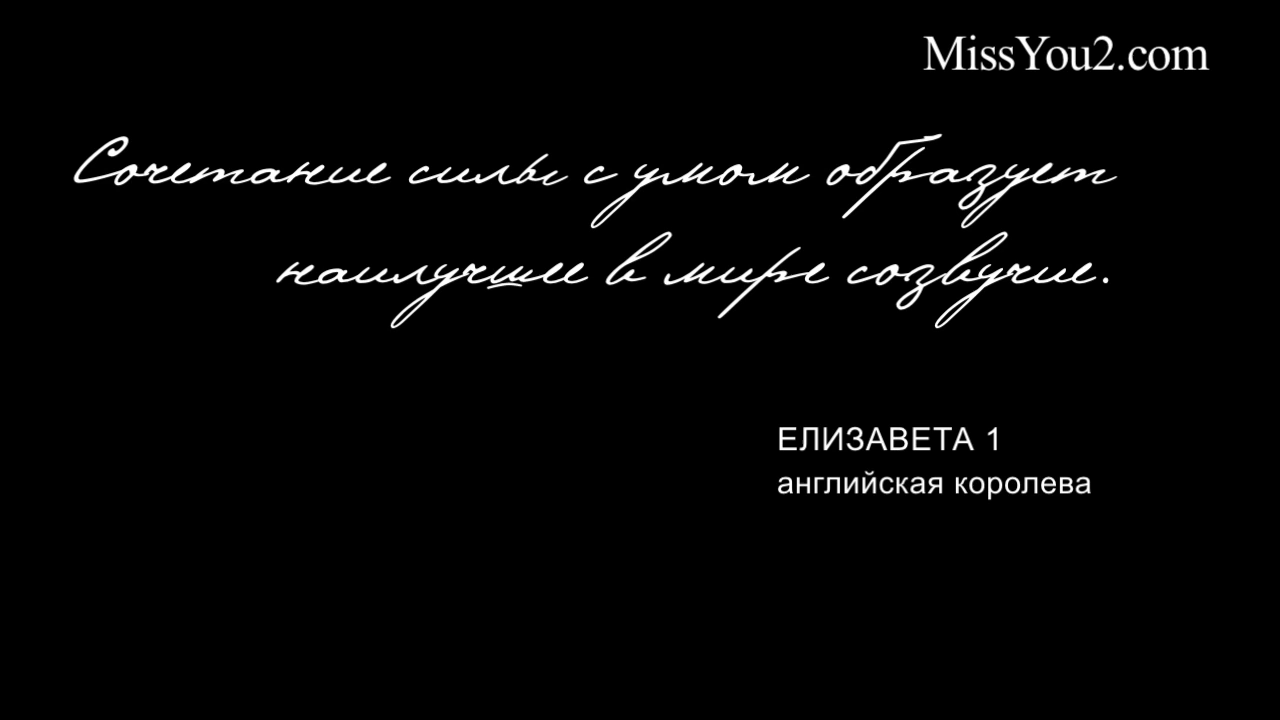 MissYou2.com
Сочетание силы с умом образует
наилучшее в мире созвучие.
ЕЛИЗАВЕТА 1
английская королева